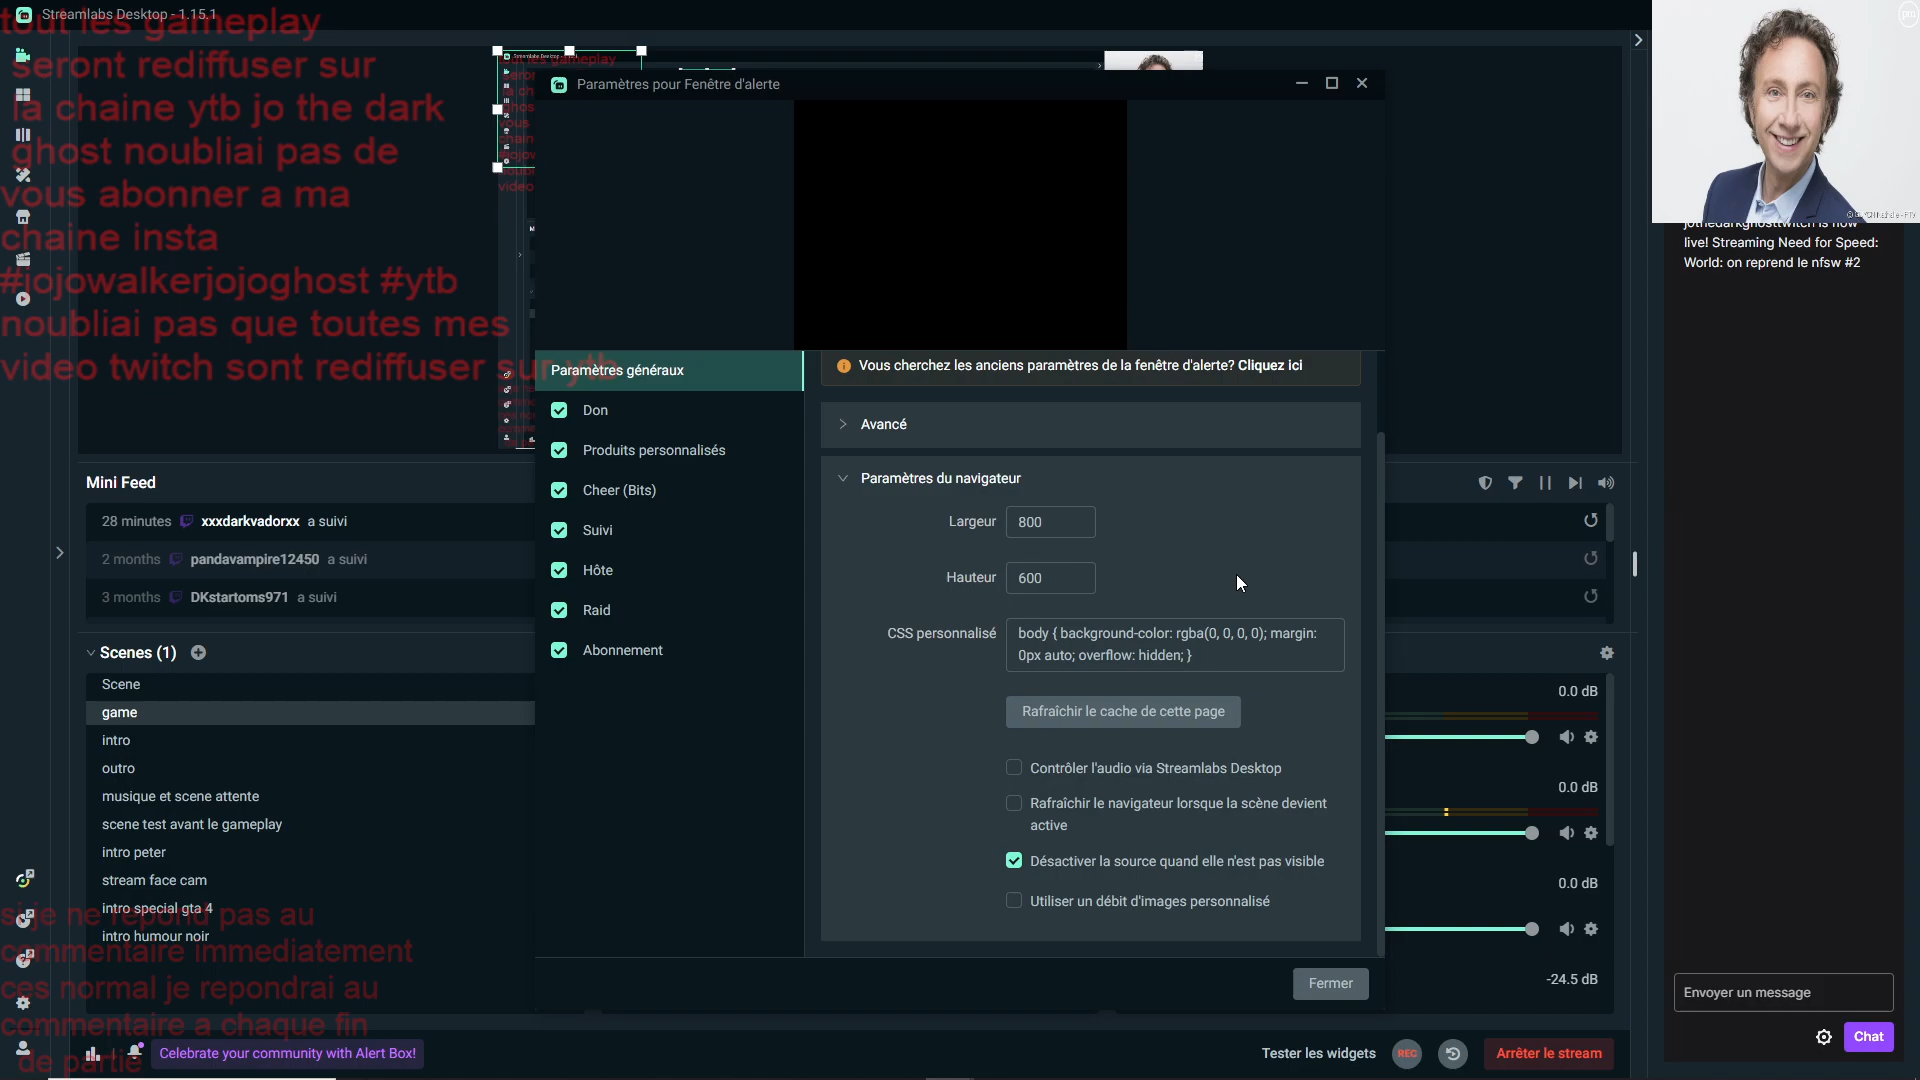 Streamlabs Desktop - 1.15.1
tout les gameplay
seront rediffuser sur
la chaine ytb jo the dark
ghost noubliai pas de
vous abonner a ma
chaine insta
#jojowalkerjojoghost #ytb
noubliai pas que toutes mes
video twitch sont rediffuser sur ytb
Paramètres pour Fenêtre d'alerte
Paramètres généraux
Don
Produits personnalisés
Cheer (Bits)
Suivi
Hôte
Raid
Abonnement
Vous cherchez les anciens paramètres de la fenêtre d'alerte? Cliquez ici
Avancé
Paramètres du navigateur
Largeur 800
Hauteur 600
CSS personnalisé body { background-color: rgba(0, 0, 0, 0); margin:
0px auto; overflow: hidden; }
Rafraîchir le cache de cette page
Contrôler l'audio via Streamlabs Desktop
Rafraîchir le navigateur lorsque la scène devient
active
Désactiver la source quand elle n'est pas visible
Utiliser un débit d'images personnalisé
Fermer
Mini Feed
28 minutes xxxdarkvadorxx a suivi
2 months pandavampire12450 a suivi
3 months DKstartoms971 a suivi
Scenes (1)
Scene
game
intro
outro
musique et scene attente
scene test avant le gameplay
intro peter
stream face cam
intro special gta 4
intro humour noir
si je ne repond pas au
commentaire immediatement
ces normal je repondrai au
commentaire a chaque fin
de partie
0.0 dB
0.0 dB
0.0 dB
-24.5 dB
Celebrate your community with Alert Box!
Tester les widgets
REC
Arrêter le stream
jothedarkghosttwitch is now
live! Streaming Need for Speed:
World: on reprend le nfsw #2
Envoyer un message
Chat